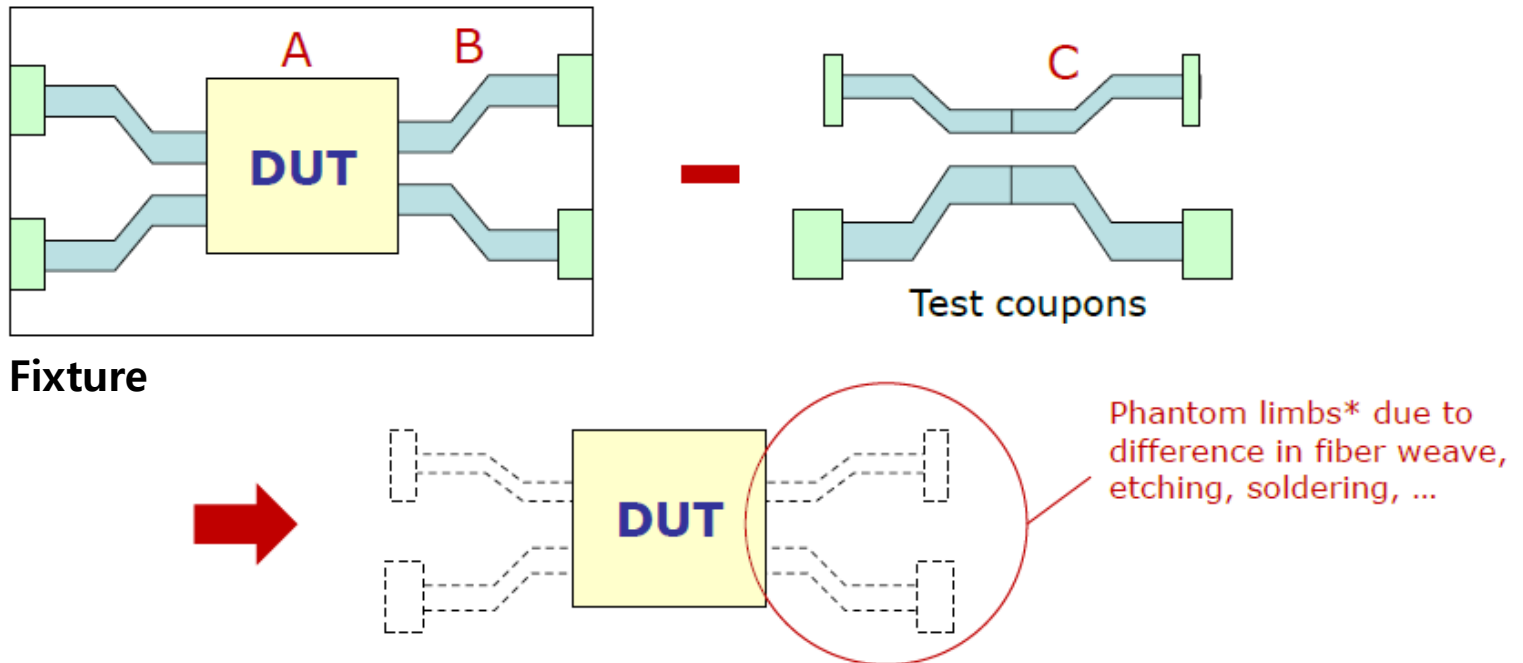 A
B
DUT
C
Test coupons
Fixture
DUT
Phantom limbs* due to
difference in fiber weave,
etching, soldering, ...